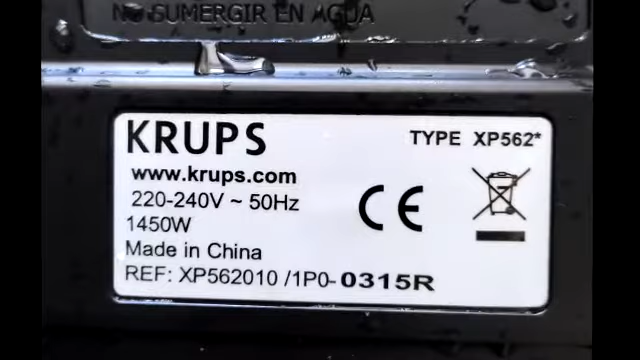 NO SUMERGIR EN AGUA
KRUPS
TYPE XP562*
www.krups.com
220-240V ~ 50Hz
1450W
CE
Made in China
REF: XP562010 /1P0-0315R